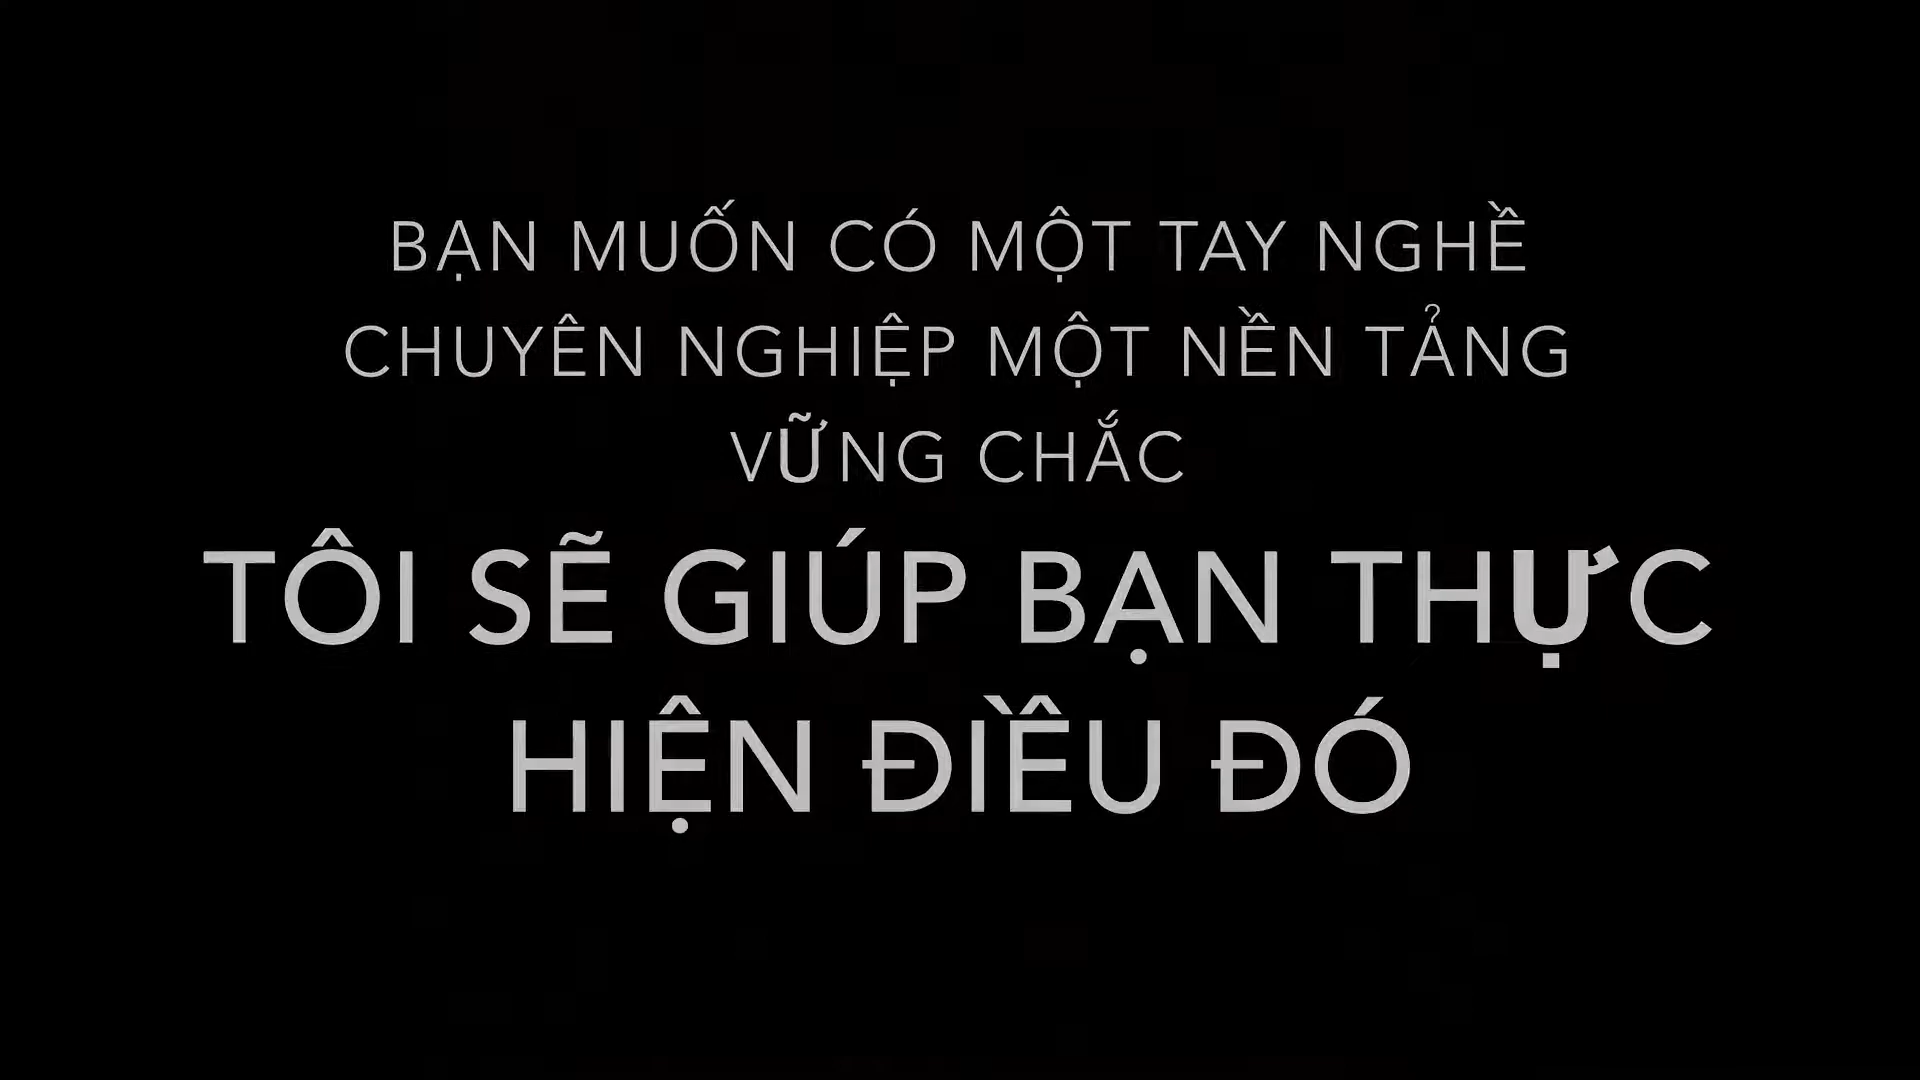 BẠN MUỐN CÓ MỘT TAY NGHỀ
CHUYÊN NGHIỆP MỘT NỀN TẢNG
VỮNG CHẮC
TÔI SẼ GIÚP BẠN THỰC
HIỆN ĐIỀU ĐÓ